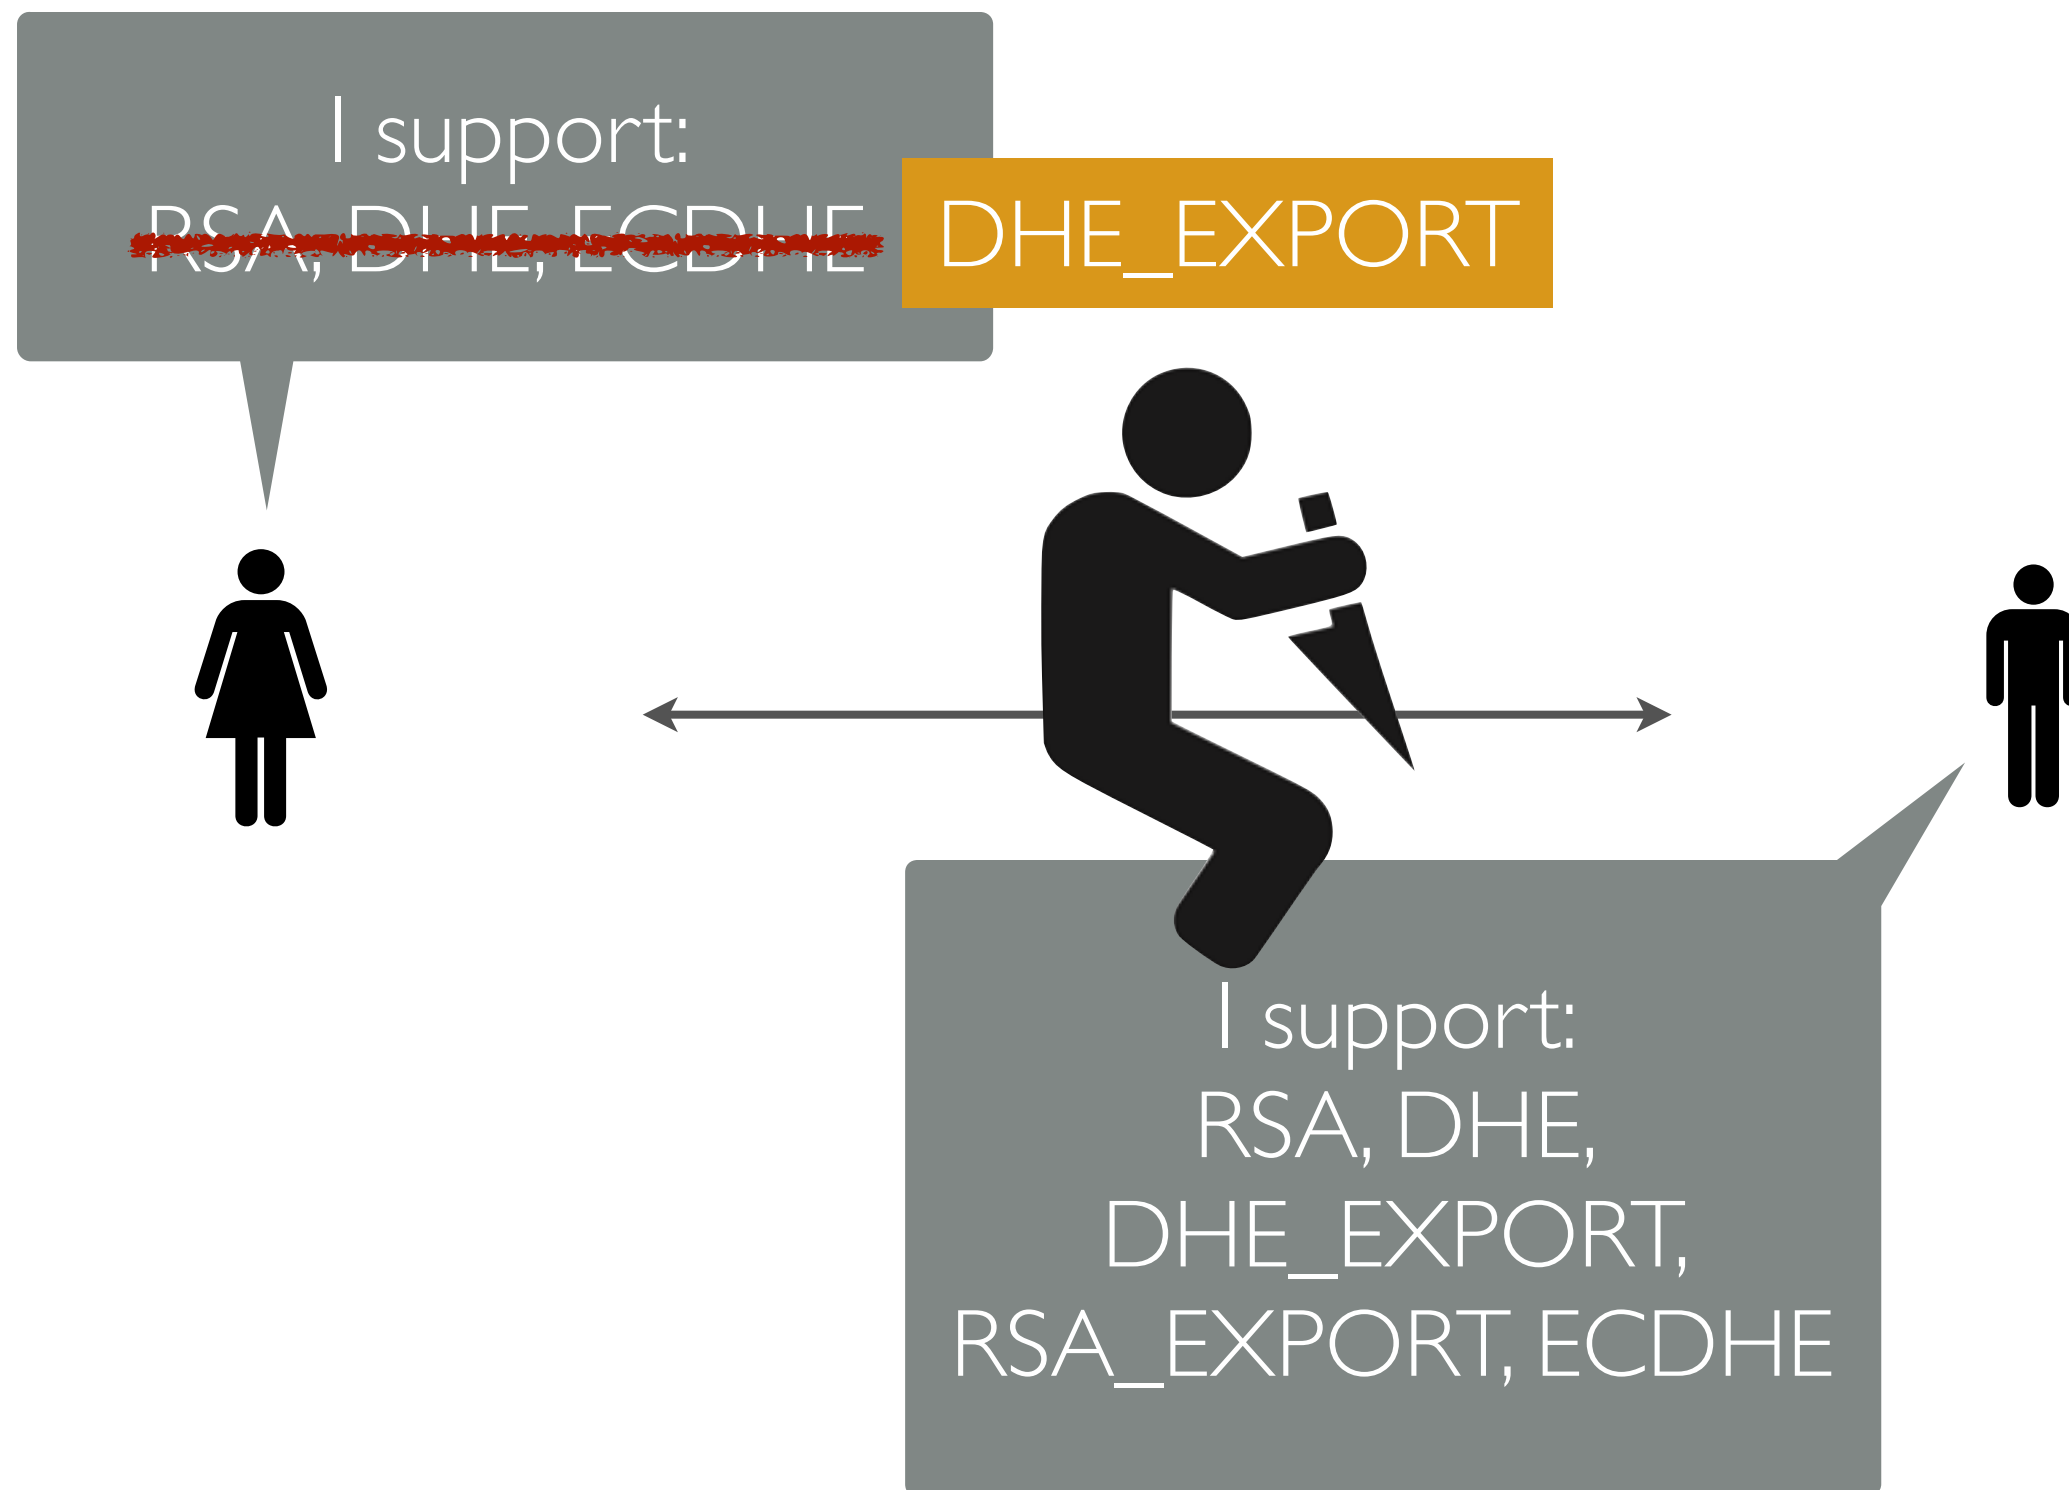 I support:
RSA, DHE, ECDHE DHE_EXPORT
I support:
RSA, DHE,
DHE_EXPORT,
RSA_EXPORT, ECDHE